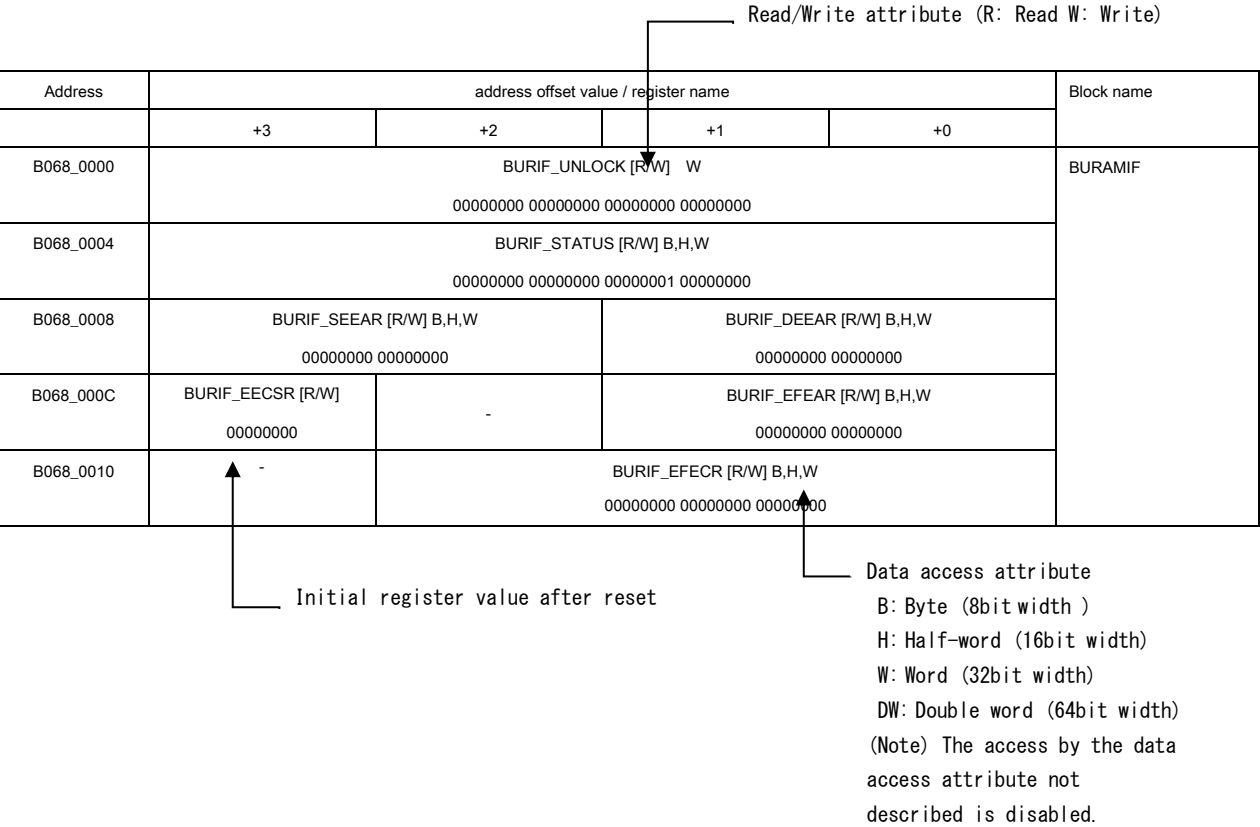 Read/Write attribute (R: Read W: Write)
Address address offset value / register name Block name
+3 +2 +1 +0
B068_0000 BURIF_UNLOCK [R/W] W BURAMIF
00000000 00000000 00000000 00000000
B068_0004 BURIF_STATUS [R/W] B,H,W
00000000 00000000 00000001 00000000
B068_0008 BURIF_SEEAR [R/W] B,H,W BURIF_DEEAR [R/W] B,H,W
00000000 00000000 00000000 00000000
B068_000C BURIF_EECSR [R/W] - BURIF_EFEAR [R/W] B,H,W
00000000 00000000 00000000
B068_0010 - BURIF_EFECR [R/W] B,H,W
00000000 00000000 00000000
Initial register value after reset
Data access attribute
B: Byte (8bit width )
H: Half-word (16bit width)
W: Word (32bit width)
DW: Double word (64bit width)
(Note) The access by the data
access attribute not
described is disabled.